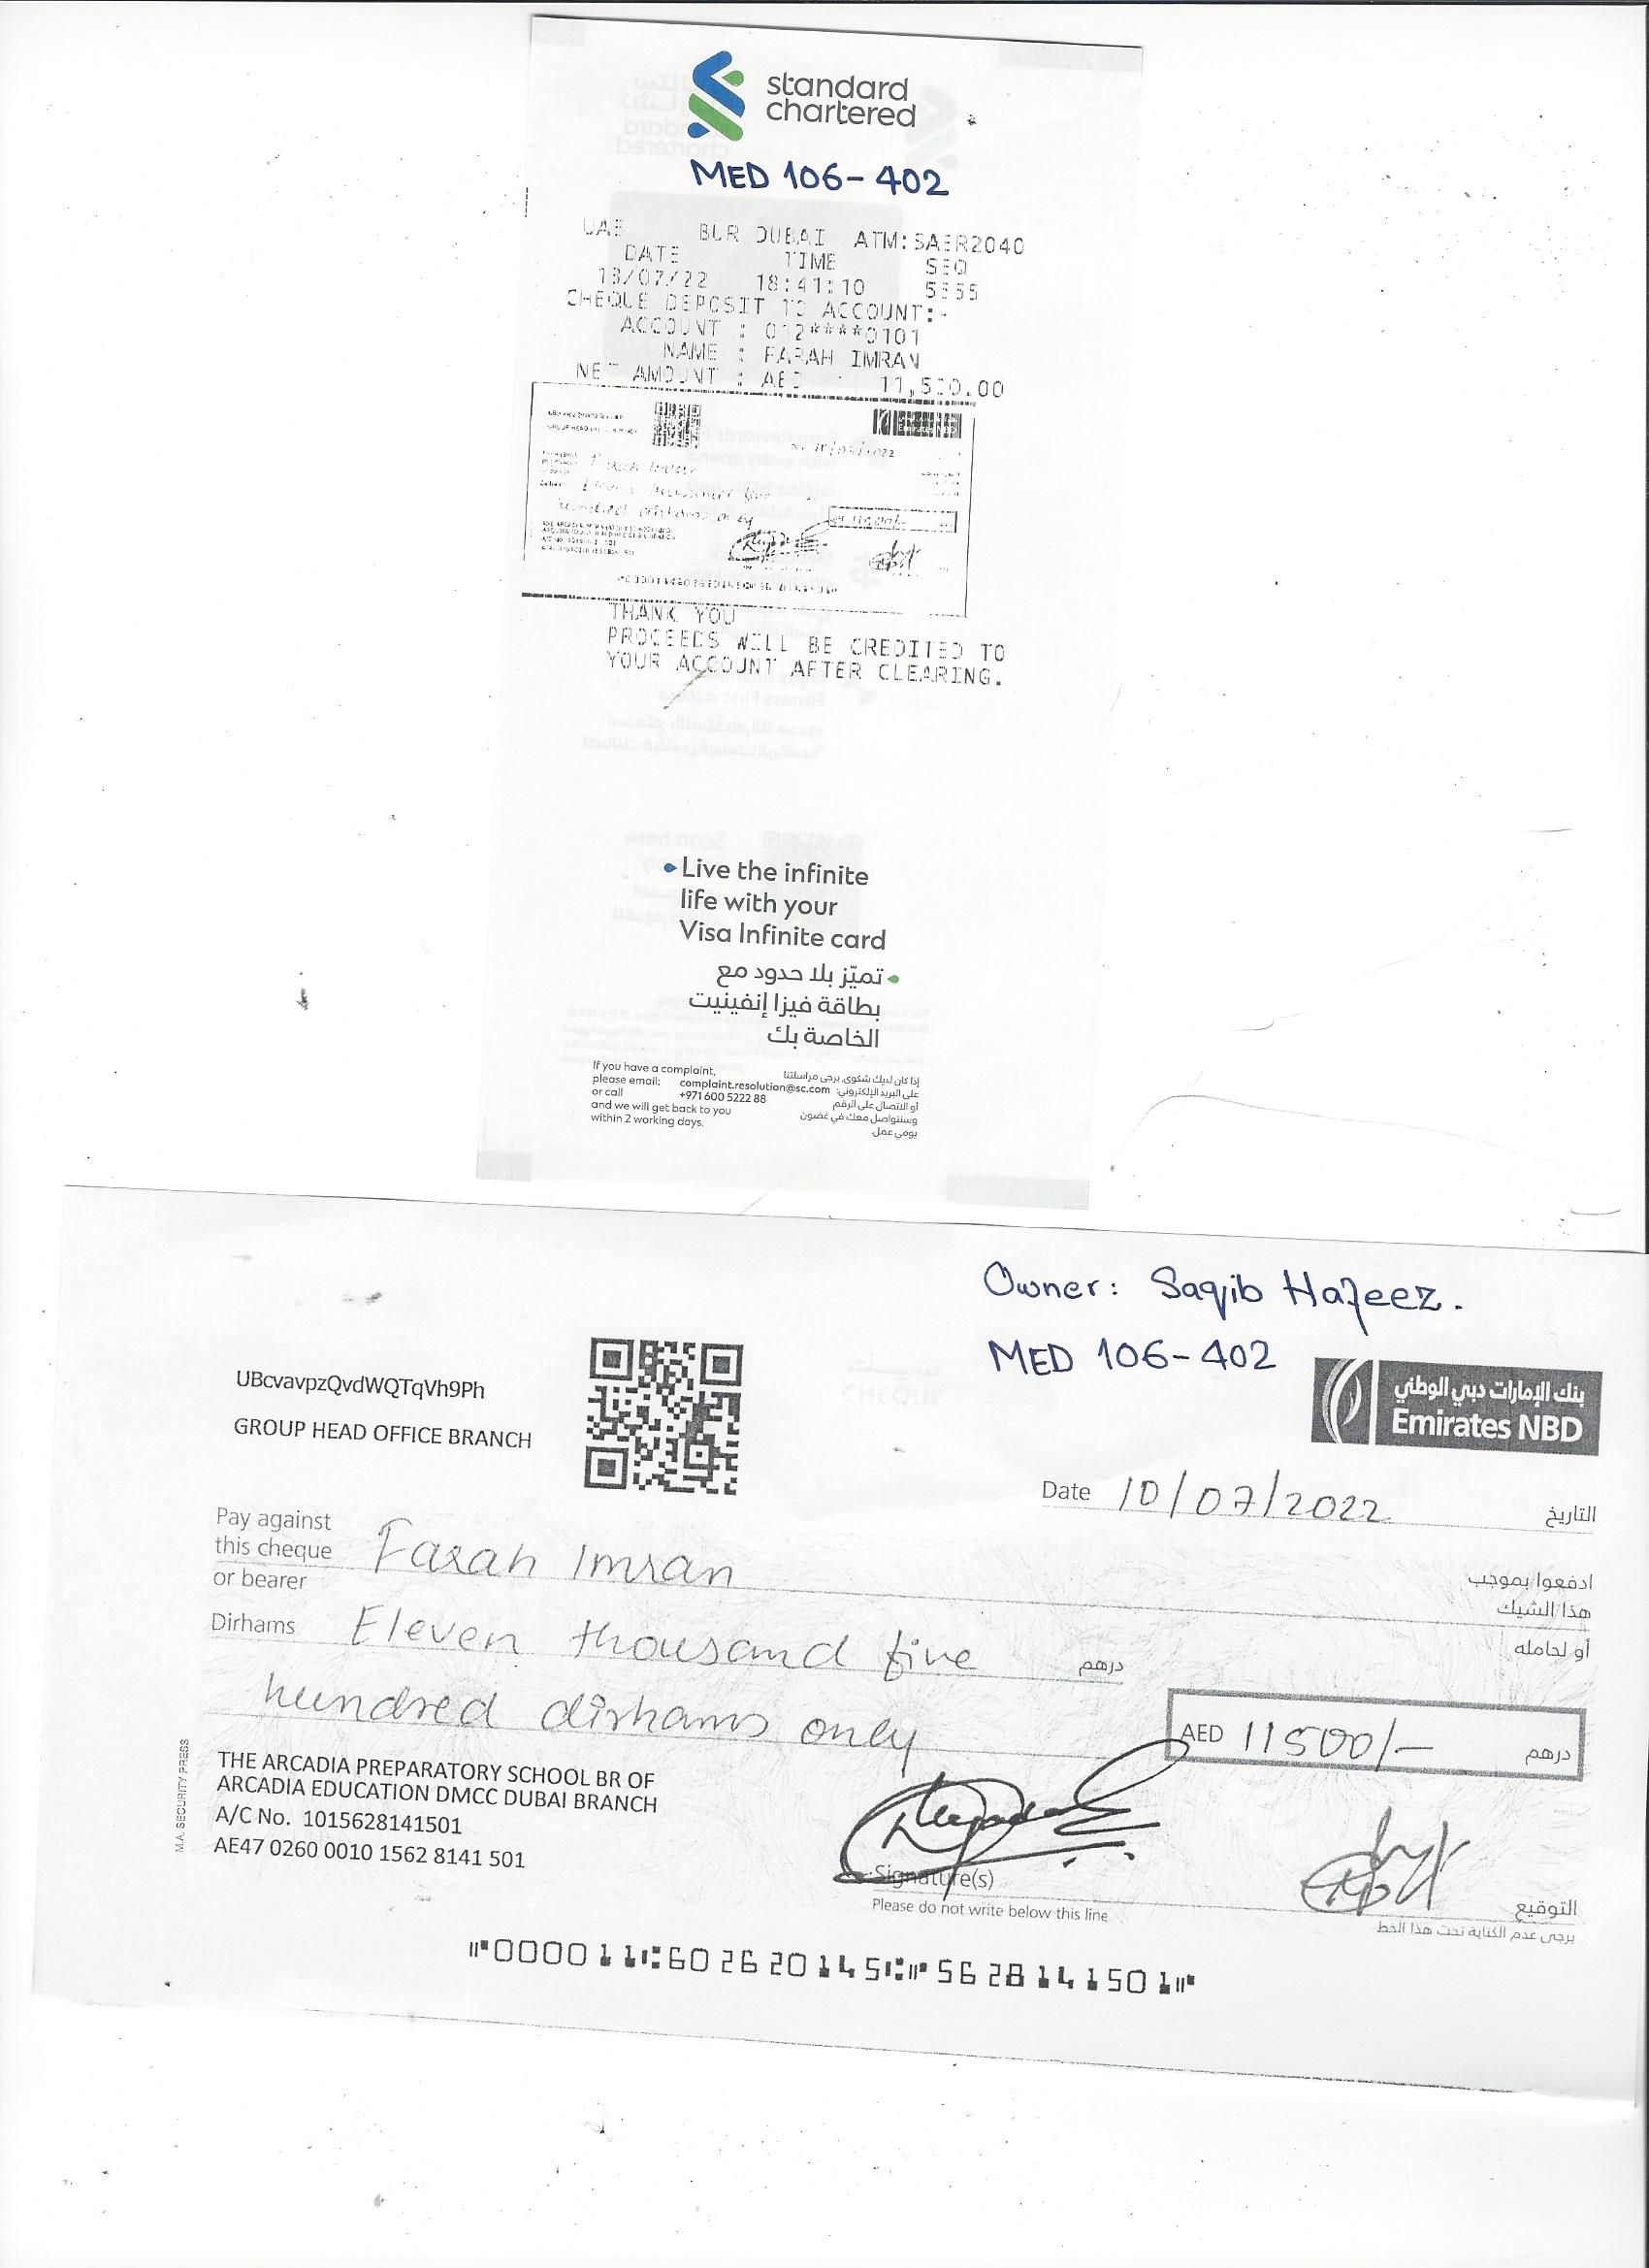 standard
chartered
MED 106-402
UAE BUR DUBAI ATM:SAER2040
DATE TIME SEQ
13/07/22 18:41:10
CHEQUE DEPOSIT TO ACCOUNT:-
ACCOUNT : 012****0101
NAME : FARAH IMRAN
NET AMOUNT : AED 11,500.00
Emirates NBD
THANK YOU
PROCEEDS WILL BE CREDITED TO
YOUR ACCOUNT AFTER CLEARING.
Live the infinite
life with your
Visa Infinite card
تميّز بلا حدود مع
بطاقة فيزا إنفينيت
الخاصة بك
If you have a complaint,
please email: complaint.resolution@sc.com
or call +971 600 5222 88
and we will get back to you
within 2 working days.
إذا كان لديك شكوى، يرجى مراسلتنا
على البريد الإلكتروني:
أو الاتصال على الرقم
وسنتواصل معك في غضون
يومي عمل.
Owner: Saqib Hafeez.
MED 106-402
UBcvavpzQvdWQTqVh9Ph
GROUP HEAD OFFICE BRANCH
CHEQUE
بنك الإمارات دبي الوطني
Emirates NBD
Date 10/07/2022 التاريخ
Pay against
this cheque
or bearer
Farah Imran
ادفعوا بموجب
هذا الشيك
أو لحامله
Dirhams Eleven thousand five درهم
hundred dirhams only
AED 11500/- درهم
M.A. SECURITY PRESS
THE ARCADIA PREPARATORY SCHOOL BR OF
ARCADIA EDUCATION DMCC DUBAI BRANCH
A/C No. 1015628141501
AE47 0260 0010 1562 8141 501
Signature(s) التوقيع
Please do not write below this line يرجى عدم الكتابة تحت هذا الخط
⑈000011⑆602620145⑆⑈5628141501⑈